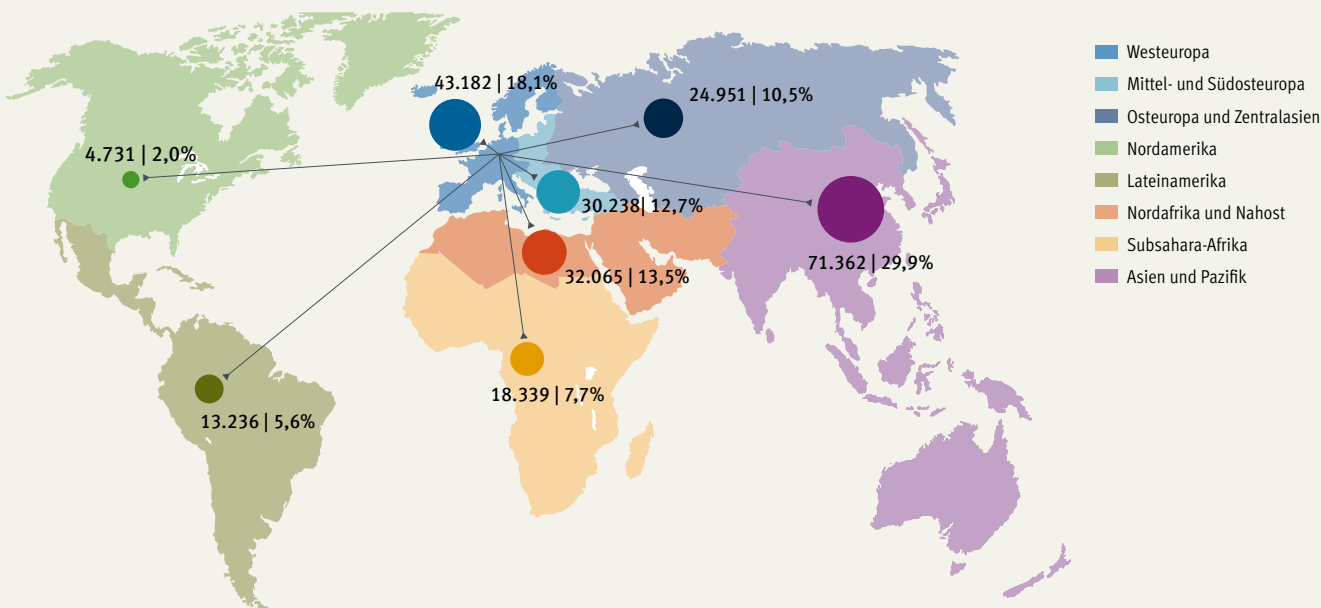 43.182 | 18,1%
24.951 | 10,5%
4.731 | 2,0%
30.238| 12,7%
71.362 | 29,9%
32.065 | 13,5%
18.339 | 7,7%
13.236 | 5,6%
Westeuropa
Mittel- und Südosteuropa
Osteuropa und Zentralasien
Nordamerika
Lateinamerika
Nordafrika und Nahost
Subsahara-Afrika
Asien und Pazifik